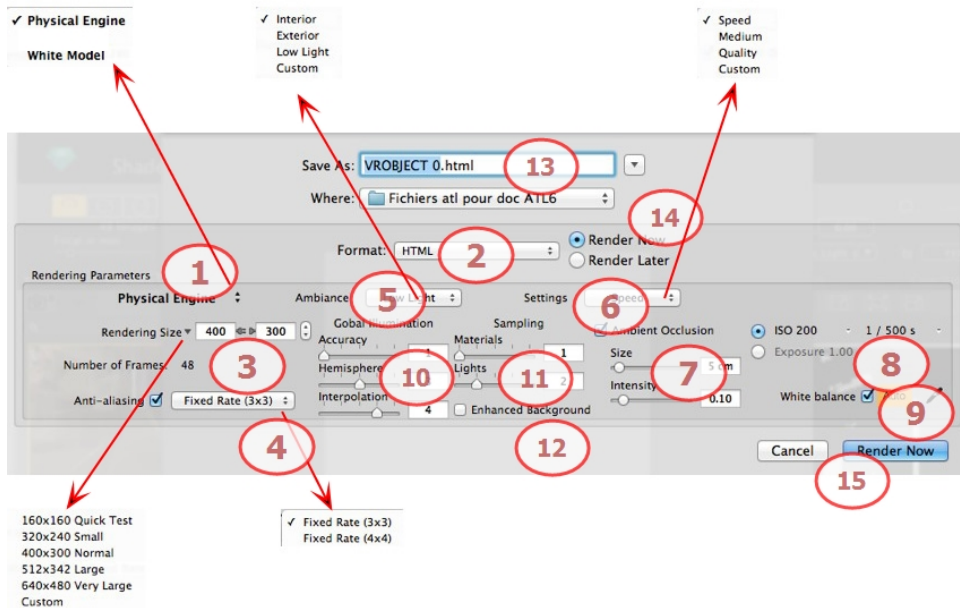 ✓ Physical Engine
White Model
✓ Interior
Exterior
Low Light
Custom
✓ Speed
Medium
Quality
Custom
Save As: VROBJECT 0.html 13
Where: Fichiers atl pour doc ATL6
14
Format: HTML 2
Render Now
Render Later
Rendering Parameters
1
Physical Engine
Ambiance Low Light 5
Settings Speed 6
Rendering Size 400 300
Number of Frames: 48
3
Anti-aliasing Fixed Rate (3x3)
4
Gobal Illumination
Accuracy 1
Hemisphere 10
Interpolation 4
Sampling
Materials 1
Lights 11 2
Enhanced Background
12
Ambient Occlusion
Size 5 cm
7
Intensity 0.10
ISO 200 - 1 / 500 s -
Exposure 1.00
8
White balance
9
Cancel
Render Now
15
160x160 Quick Test
320x240 Small
400x300 Normal
512x342 Large
640x480 Very Large
Custom
✓ Fixed Rate (3x3)
Fixed Rate (4x4)